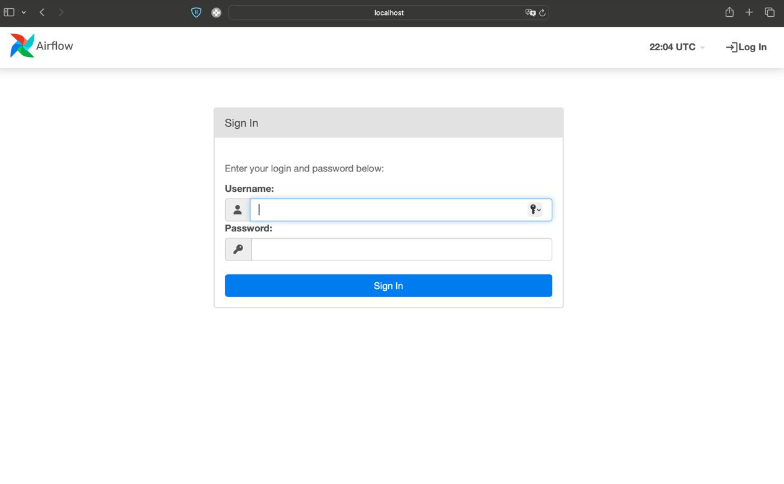 localhost
Airflow
22:04 UTC
Log In
Sign In
Enter your login and password below:
Username:
Password:
Sign In